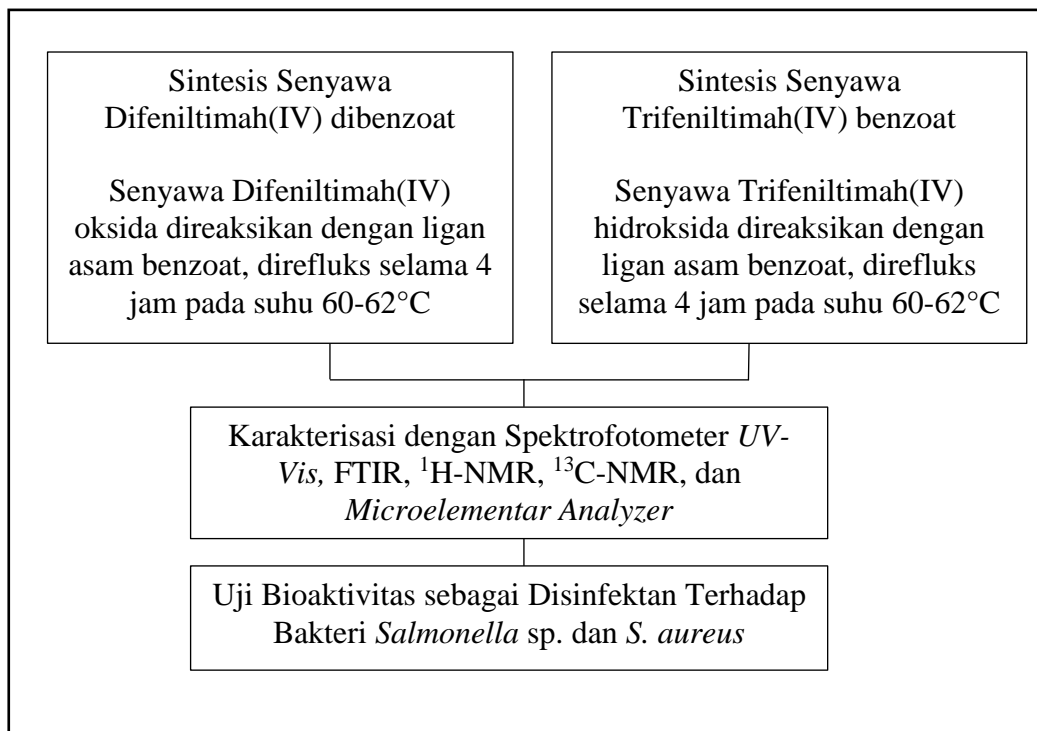 Sintesis Senyawa
Difeniltimah(IV) dibenzoat
Senyawa Difeniltimah(IV)
oksida direaksikan dengan ligan
asam benzoat, direfluks selama 4
jam pada suhu 60-62°C
Sintesis Senyawa
Trifeniltimah(IV) benzoat
Senyawa Trifeniltimah(IV)
hidroksida direaksikan dengan
ligan asam benzoat, direfluks
selama 4 jam pada suhu 60-62°C
Karakterisasi dengan Spektrofotometer UV-
Vis, FTIR, ¹H-NMR, ¹³C-NMR, dan
Microelementar Analyzer
Uji Bioaktivitas sebagai Disinfektan Terhadap
Bakteri Salmonella sp. dan S. aureus